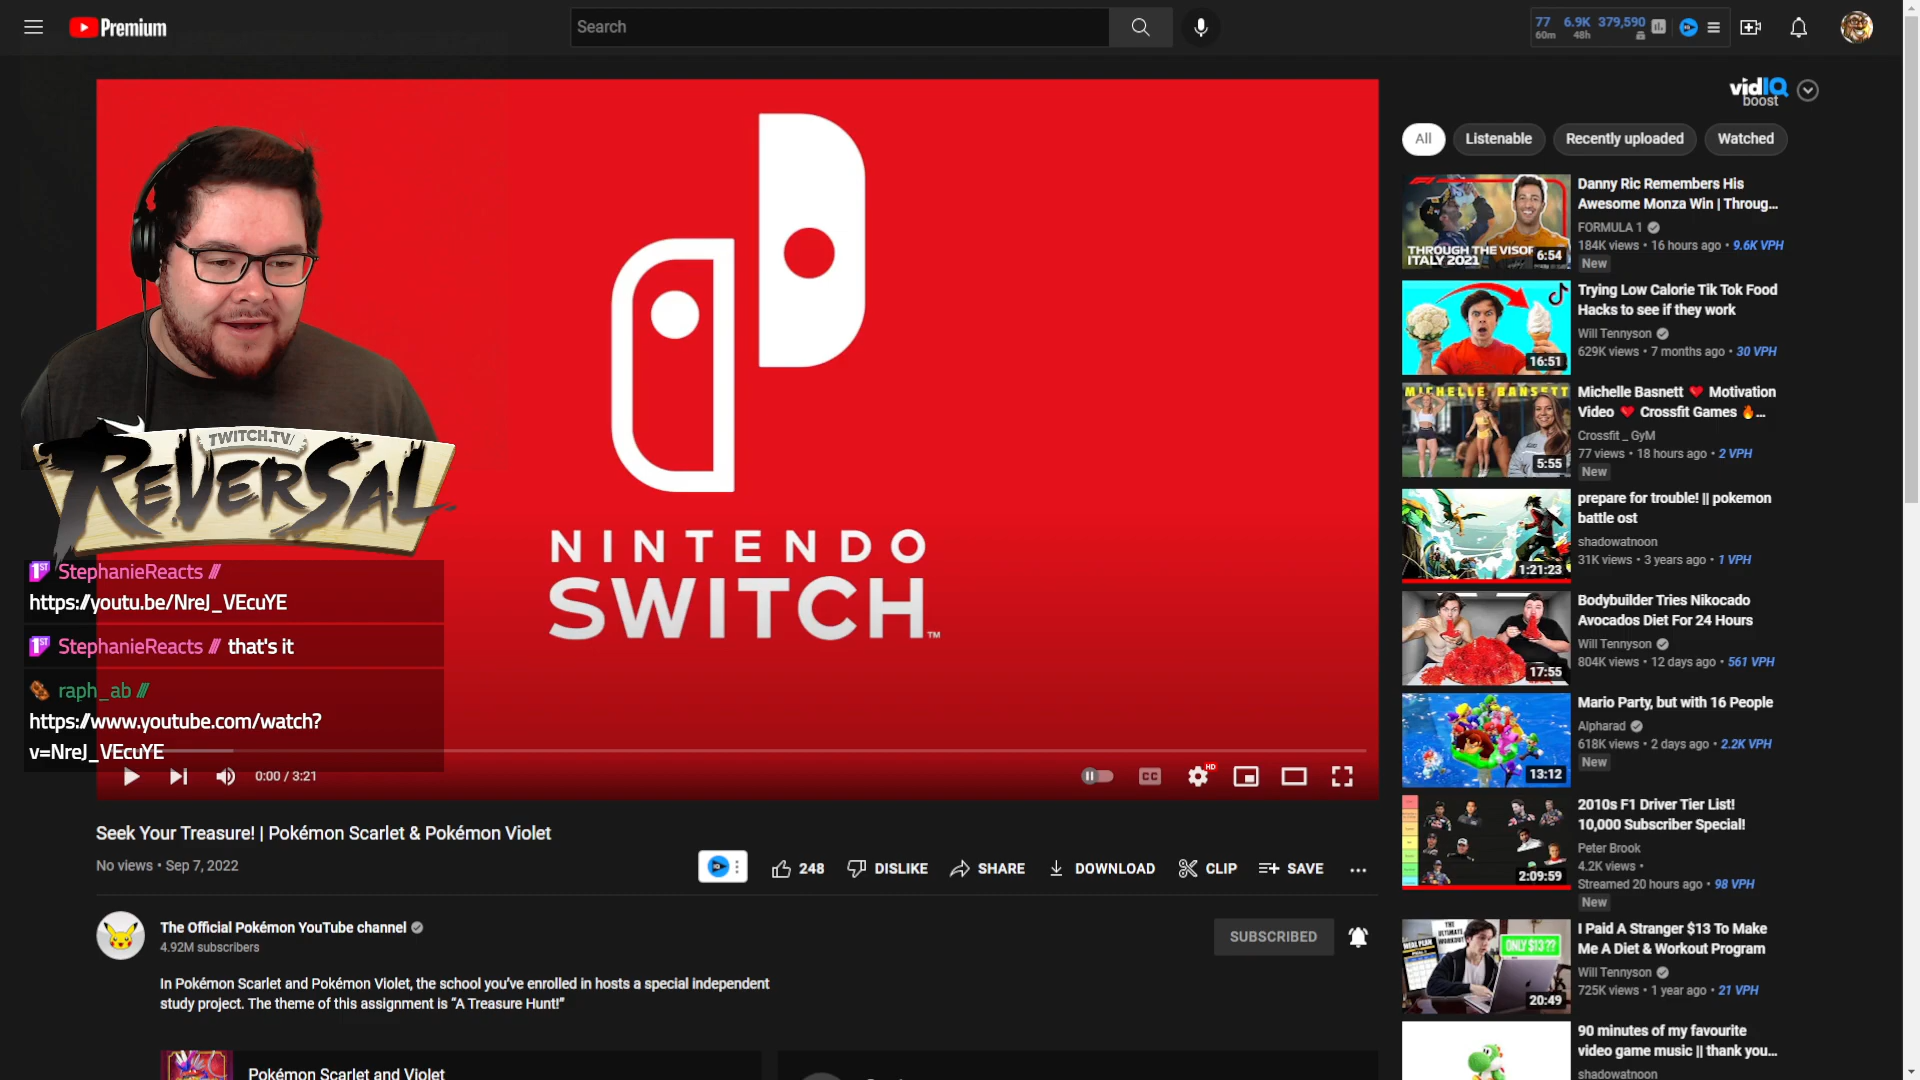 Premium
Search
77 6.9K 379,590
60m 48h
vidIQ
boost
All Listenable Recently uploaded Watched
NINTENDO
SWITCH
TM
TWITCH.TV/
REVERSAL
StephanieReacts ///
https://youtu.be/NreJ_VEcuYE
StephanieReacts /// that's it
raph_ab ///
https://www.youtube.com/watch?
v=NreJ_VEcuYE
0:00 / 3:21
CC
HD
Seek Your Treasure! | Pokémon Scarlet & Pokémon Violet
No views • Sep 7, 2022
248 DISLIKE SHARE DOWNLOAD CLIP SAVE
The Official Pokémon YouTube channel
4.92M subscribers
SUBSCRIBED
In Pokémon Scarlet and Pokémon Violet, the school you've enrolled in hosts a special independent
study project. The theme of this assignment is “A Treasure Hunt!”
Pokémon Scarlet and Violet
THROUGH THE VISOR
ITALY 2021
6:54
Danny Ric Remembers His
Awesome Monza Win | Throug...
FORMULA 1
184K views • 16 hours ago • 9.6K VPH
New
16:51
Trying Low Calorie Tik Tok Food
Hacks to see if they work
Will Tennyson
629K views • 7 months ago • 30 VPH
MICHELLE BANSETT
5:55
Michelle Basnett ❤️ Motivation
Video ❤️ Crossfit Games 🔥...
Crossfit _ GyM
77 views • 18 hours ago • 2 VPH
New
1:21:23
prepare for trouble! || pokemon
battle ost
shadowatnoon
31K views • 3 years ago • 1 VPH
17:55
Bodybuilder Tries Nikocado
Avocados Diet For 24 Hours
Will Tennyson
804K views • 12 days ago • 561 VPH
13:12
Mario Party, but with 16 People
Alpharad
618K views • 2 days ago • 2.2K VPH
New
2:09:59
2010s F1 Driver Tier List!
10,000 Subscriber Special!
Peter Brook
4.2K views •
Streamed 20 hours ago • 98 VPH
New
MEAL PLAN
THE ULTIMATE WORKOUT
ONLY $13??
20:49
I Paid A Stranger $13 To Make
Me A Diet & Workout Program
Will Tennyson
725K views • 1 year ago • 21 VPH
90 minutes of my favourite
video game music || thank you...
shadowatnoon